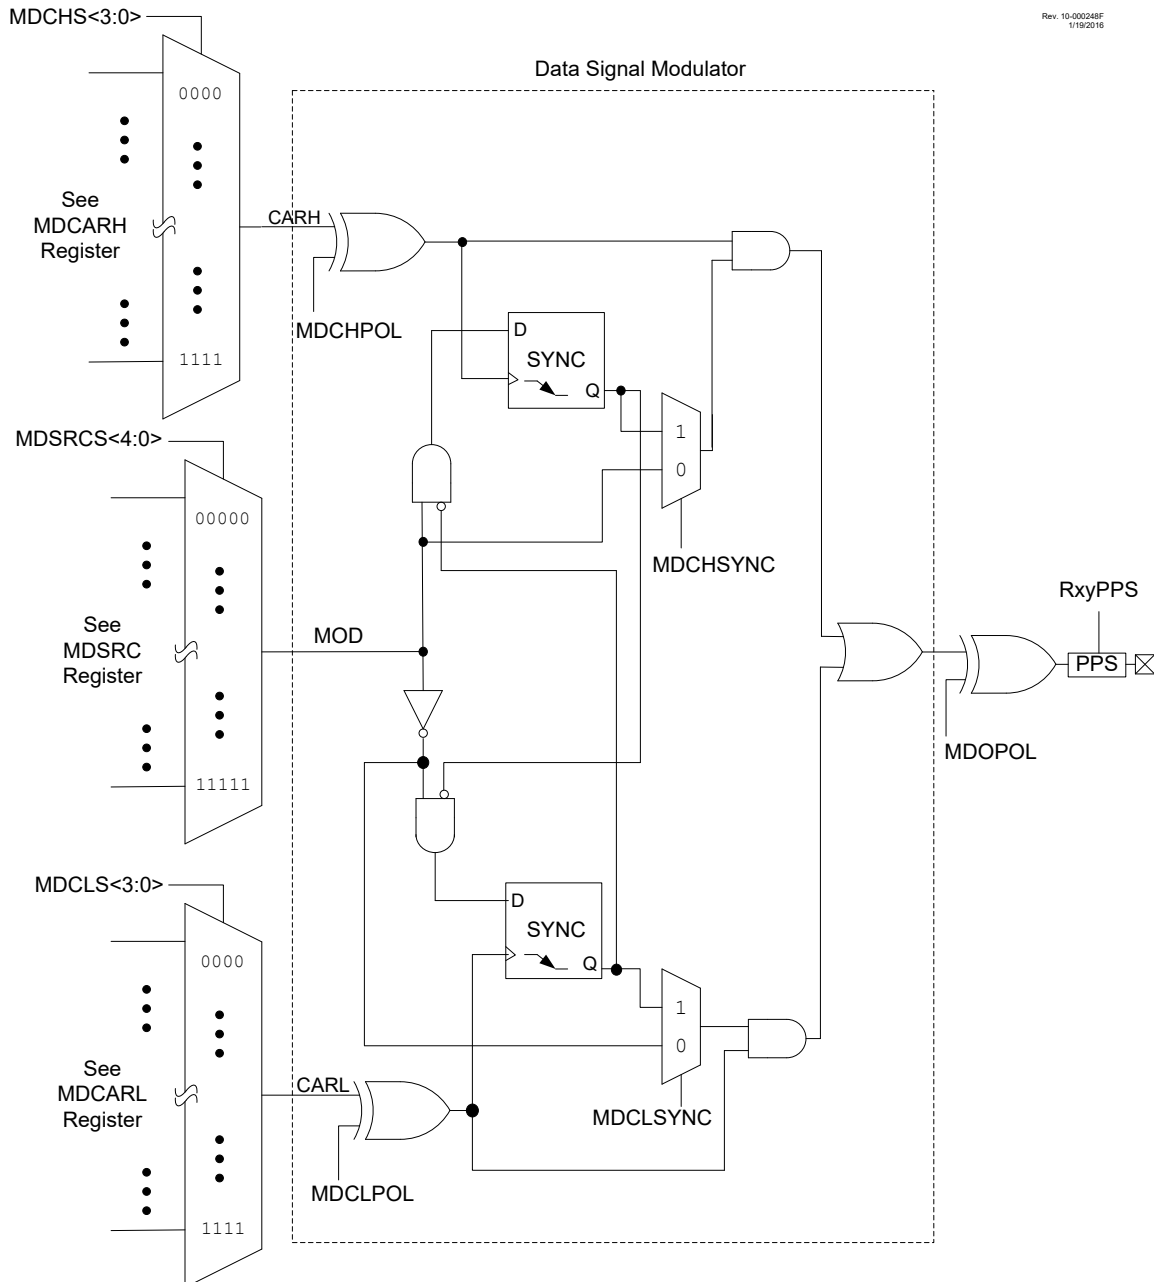 MDCHS<3:0>
Rev. 10-000248F
1/19/2016
Data Signal Modulator
0000
See
MDCARH
Register
CARH
MDCHPOL
D
SYNC
Q
1111
1
0
MDSRCS<4:0>
00000
MDCHSYNC
RxyPPS
See
MDSRC
Register
MOD
PPS
MDOPOL
11111
MDCLS<3:0>
D
SYNC
Q
0000
1
0
See
MDCARL
Register
CARL
MDCLSYNC
MDCLPOL
1111